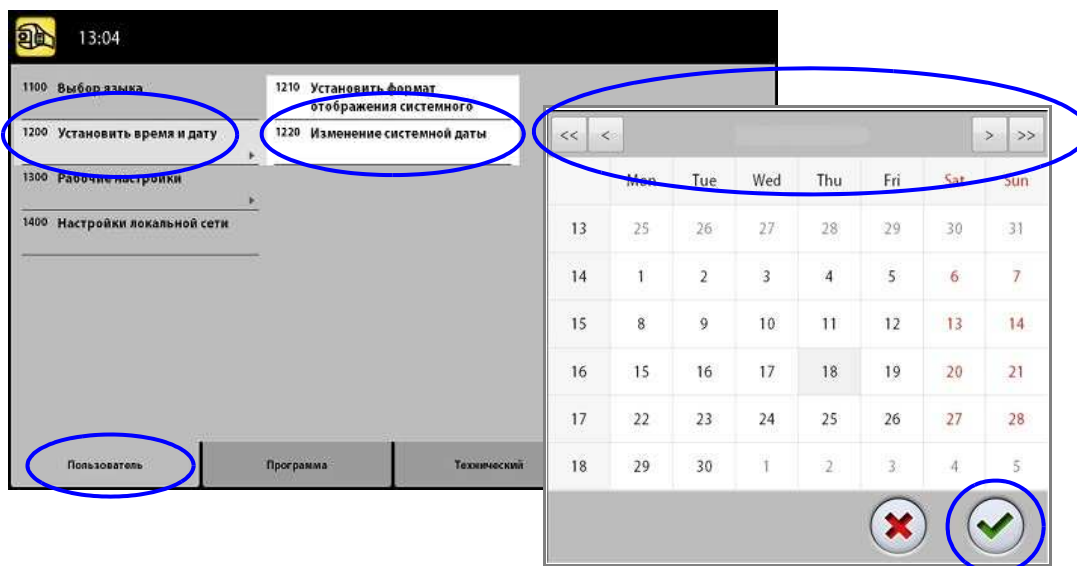 13:04
1100 Выбор языка
1200 Установить время и дату
1300 Рабочие настройки
1400 Настройки локальной сети
1210 Установить формат
отображения системного
1220 Изменение системной даты
Пользователь Программа Технический
<< < > >>
Mon Tue Wed Thu Fri Sat Sun
13 25 26 27 28 29 30 31
14 1 2 3 4 5 6 7
15 8 9 10 11 12 13 14
16 15 16 17 18 19 20 21
17 22 23 24 25 26 27 28
18 29 30 1 2 3 4 5